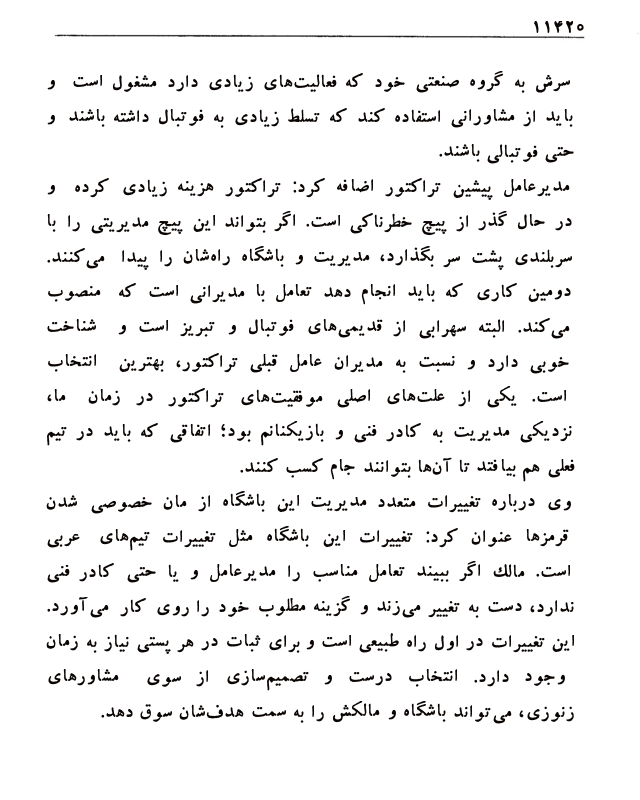 ۱۱۴۲۰
سرش به گروه صنعتی خود که فعالیت‌های زیادی دارد مشغول است و
باید از مشاورانی استفاده کند که تسلط زیادی به فوتبال داشته باشند و
حتی فوتبالی باشند.
مدیرعامل پیشین تراکتور اضافه کرد: تراکتور هزینه زیادی کرده و
در حال گذر از پیچ خطرناکی است. اگر بتواند این پیچ مدیریتی را با
سربلندی پشت سر بگذارد، مدیریت و باشگاه راه‌شان را پیدا می‌کنند.
دومین کاری که باید انجام دهد تعامل با مدیرانی است که منصوب
می‌کند. البته سهرابی از قدیمی‌های فوتبال و تبریز است و شناخت
خوبی دارد و نسبت به مدیران عامل قبلی تراکتور، بهترین انتخاب
است. یکی از علت‌های اصلی موفقیت‌های تراکتور در زمان ما،
نزدیکی مدیریت به کادر فنی و بازیکنانم بود؛ اتفاقی که باید در تیم
فعلی هم بیافتد تا آن‌ها بتوانند جام کسب کنند.
وی درباره تغییرات متعدد مدیریت این باشگاه از مان خصوصی شدن
قرمزها عنوان کرد: تغییرات این باشگاه مثل تغییرات تیم‌های عربی
است. مالك اگر ببیند تعامل مناسب را مدیرعامل و یا حتی کادر فنی
ندارد، دست به تغییر می‌زند و گزینه مطلوب خود را روی کار می‌آورد.
این تغییرات در اول راه طبیعی است و برای ثبات در هر پستی نیاز به زمان
وجود دارد. انتخاب درست و تصمیم‌سازی از سوی مشاورهای
زنوزی، می‌تواند باشگاه و مالکش را به سمت هدف‌شان سوق دهد.